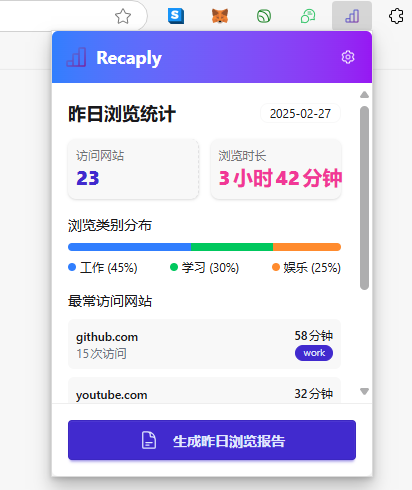 Recaply
昨日浏览统计
2025-02-27
访问网站
浏览时长
23
3 小时 42 分钟
浏览类别分布
工作 (45%)
学习 (30%)
娱乐 (25%)
最常访问网站
github.com
58分钟
15次访问
work
youtube.com
32分钟
生成昨日浏览报告